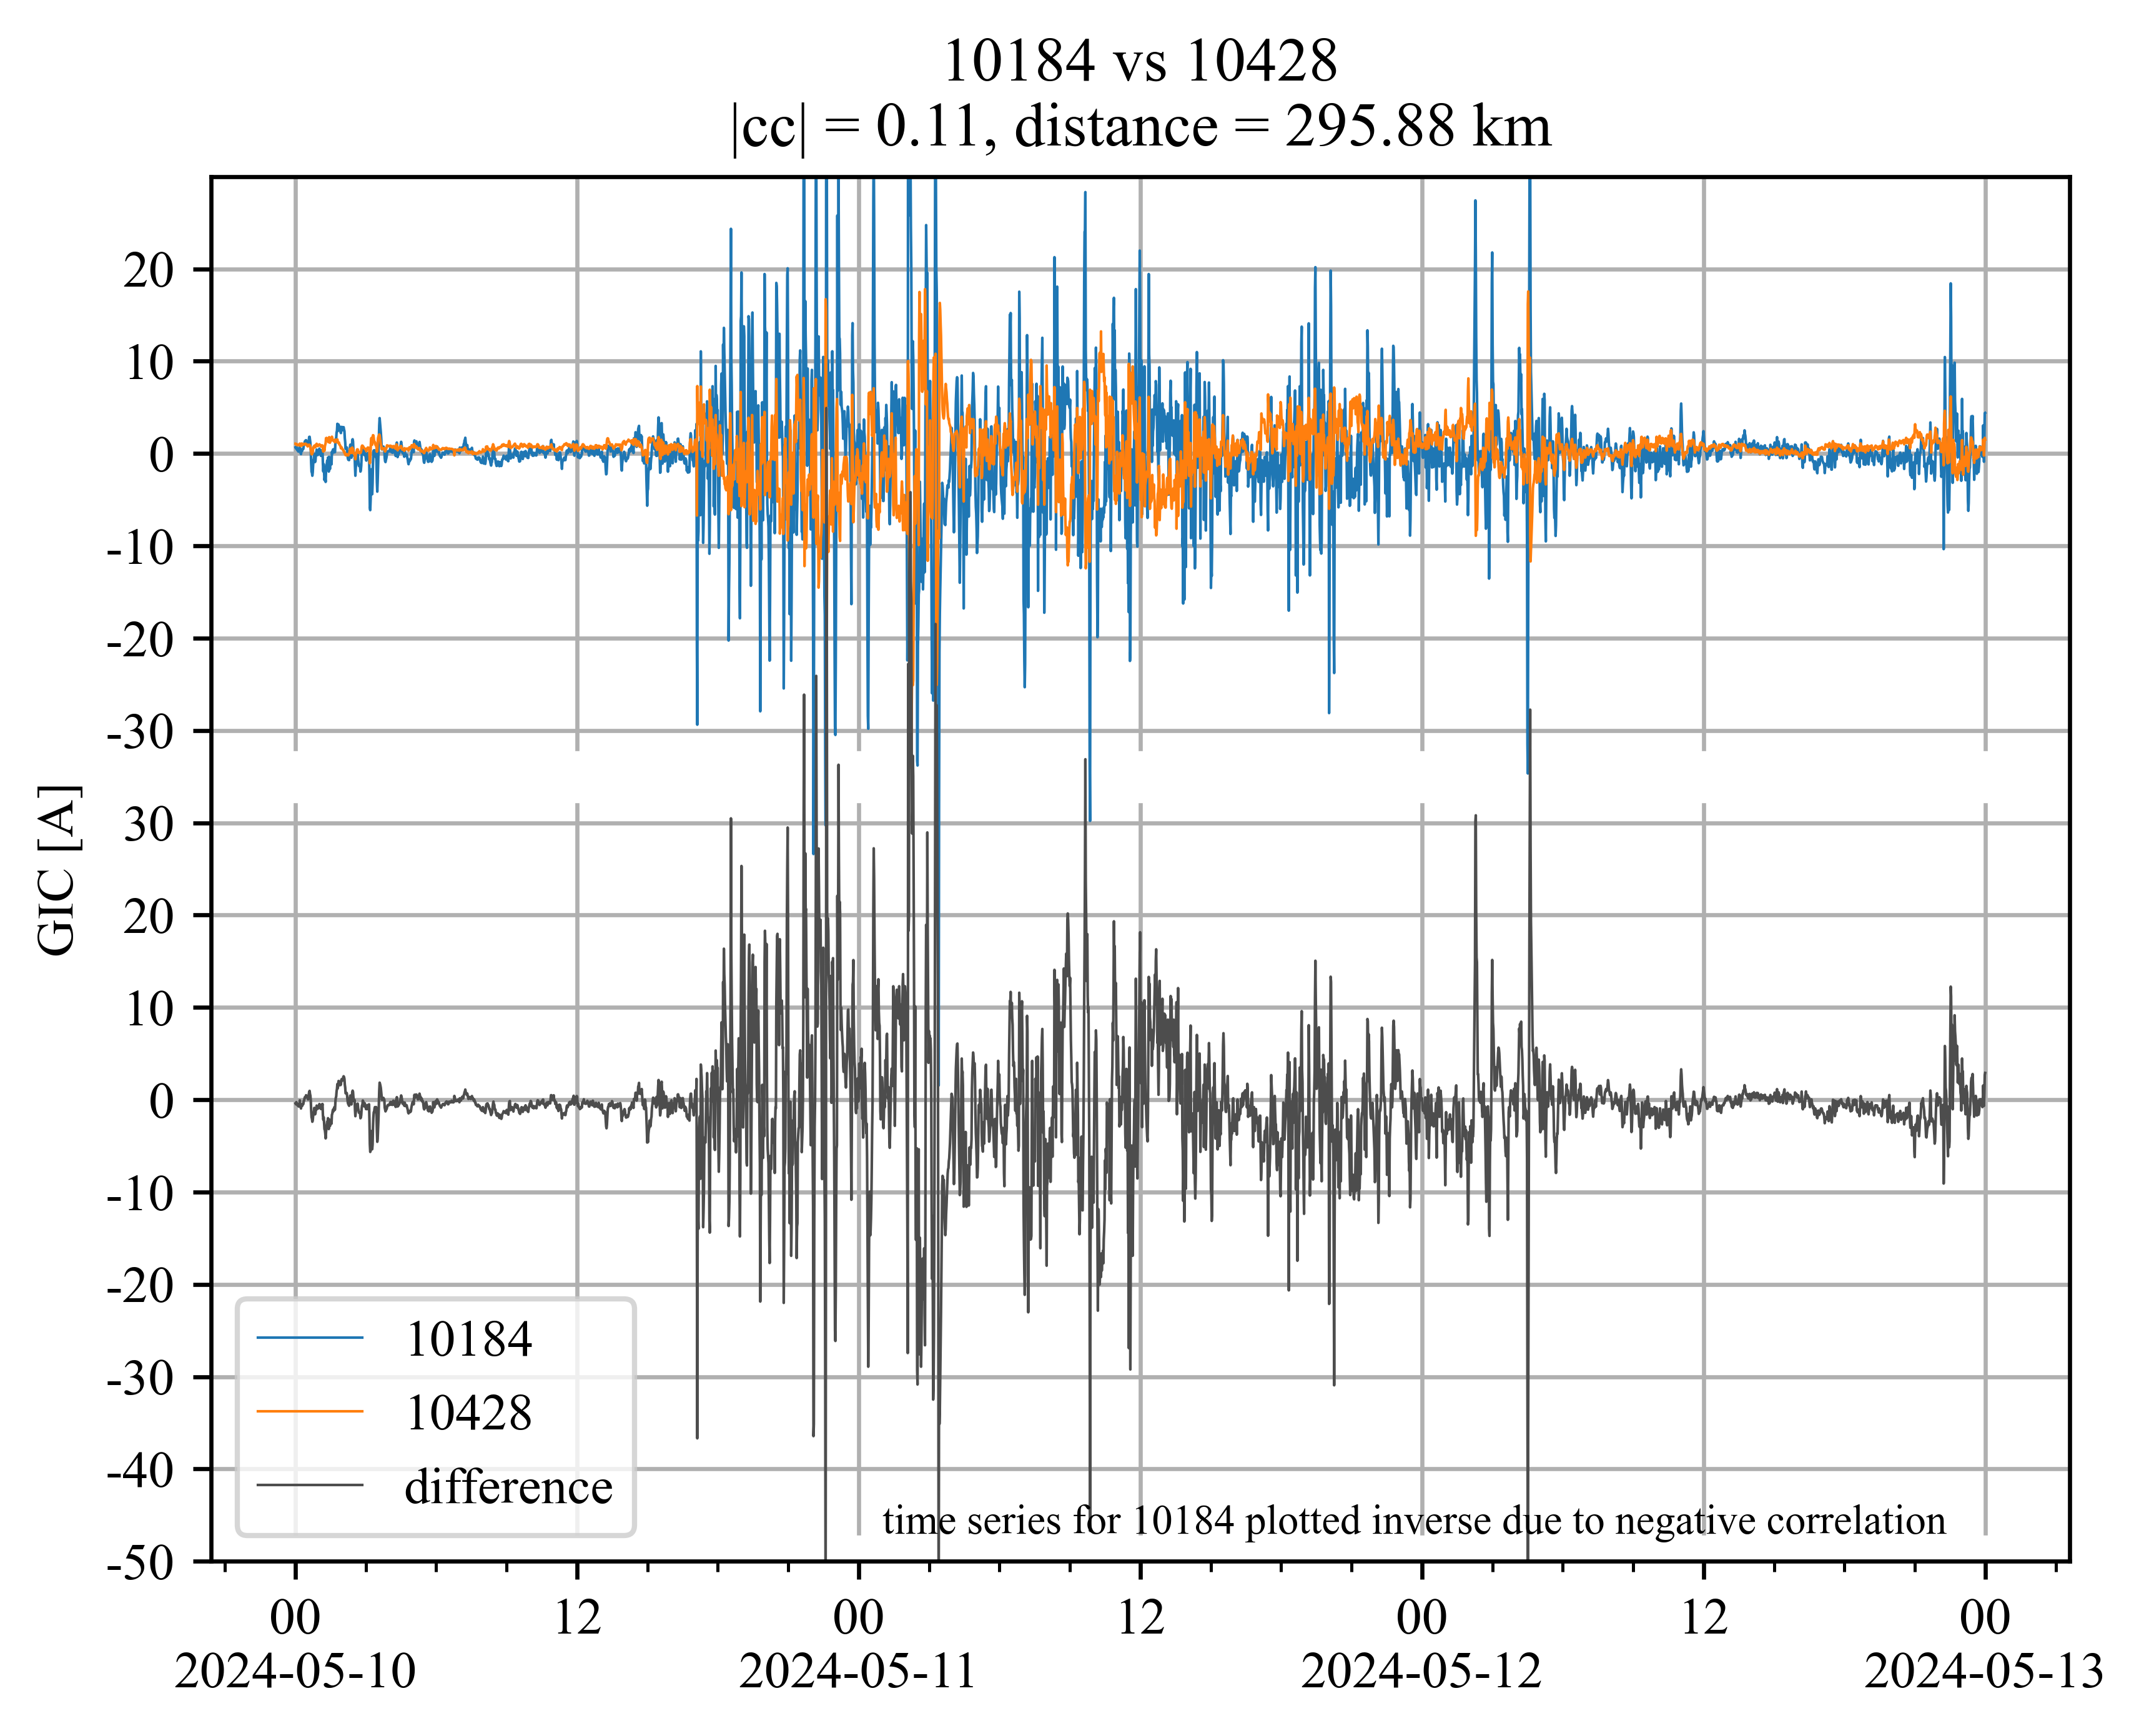 10184 vs 10428
|cc| = 0.11, distance = 295.88 km
GIC [A]
20
10
0
-10
-20
-30
30
20
10
0
-10
-20
-30
-40
-50
10184
10428
difference
time series for 10184 plotted inverse due to negative correlation
00 12 00 12 00 12 00
2024-05-10 2024-05-11 2024-05-12 2024-05-13